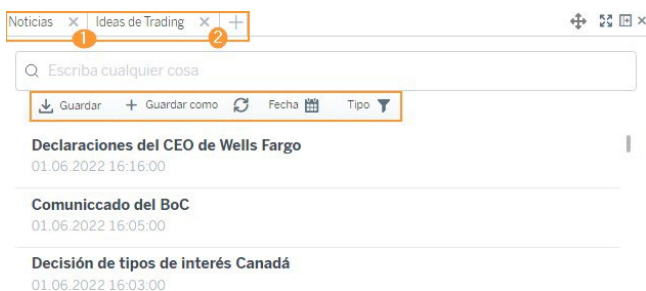 Noticias Ideas de Trading
1 2
Escriba cualquier cosa
Guardar Guardar como Fecha Tipo
Declaraciones del CEO de Wells Fargo
01.06.2022 16:16:00
Comuniccado del BoC
01.06.2022 16:05:00
Decisión de tipos de interés Canadá
01.06.2022 16:03:00